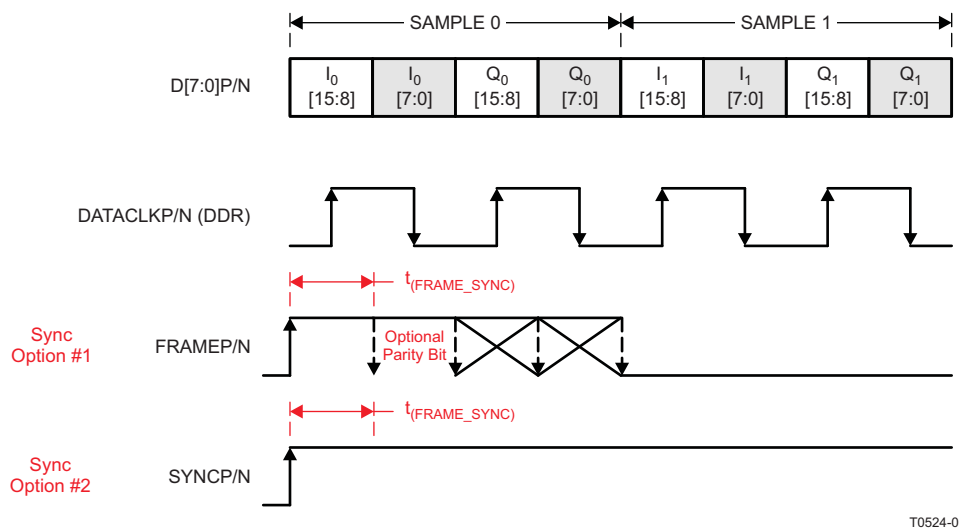 SAMPLE 0
SAMPLE 1
D[7:0]P/N
I0 [15:8]
I0 [7:0]
Q0 [15:8]
Q0 [7:0]
I1 [15:8]
I1 [7:0]
Q1 [15:8]
Q1 [7:0]
DATACLKP/N (DDR)
t(FRAME_SYNC)
Sync
Option #1
FRAMEP/N
Optional
Parity Bit
t(FRAME_SYNC)
Sync
Option #2
SYNCP/N
T0524-0